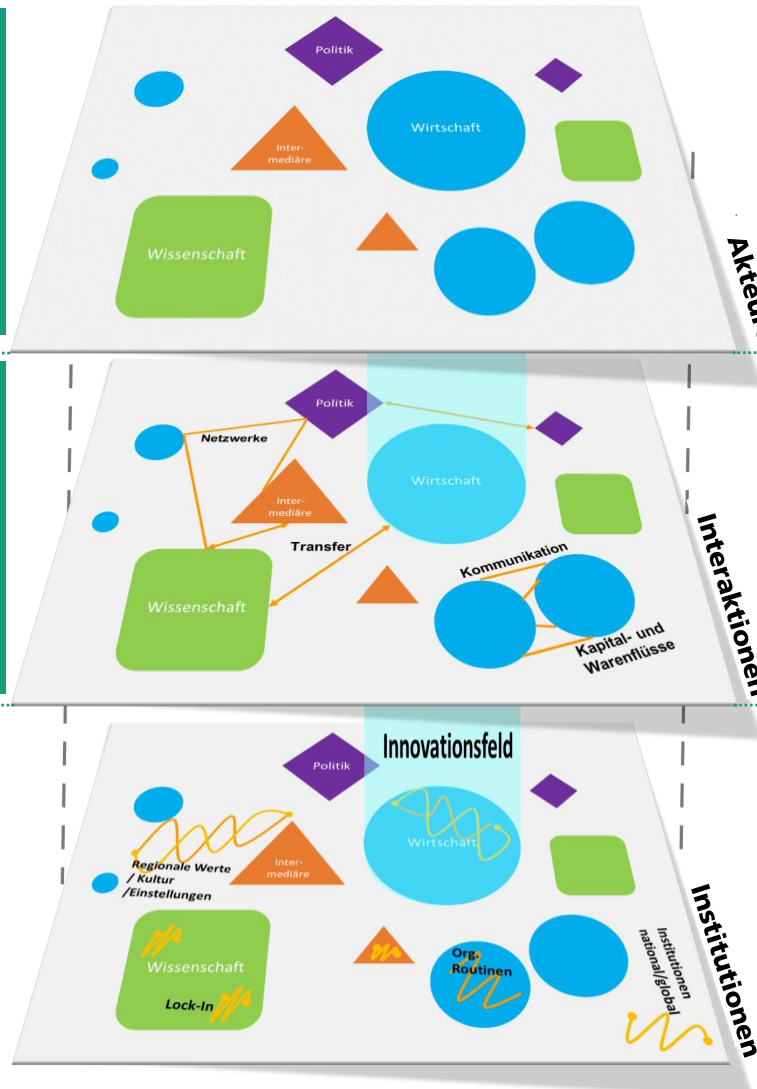 Politik
Wirtschaft
Inter-
mediäre
Wissenschaft
Politik
Netzwerke
Wirtschaft
Inter-
mediäre
Transfer
Kommunikation
Wissenschaft
Kapital- und
Warenflüsse
Interaktionen
Innovationsfeld
Politik
Wirtschaft
Regionale Werte
/ Kultur
/Einstellungen
Inter-
mediäre
Wissenschaft
Lock-In
Org.
Routinen
Institutionen
national/global
Institutionen